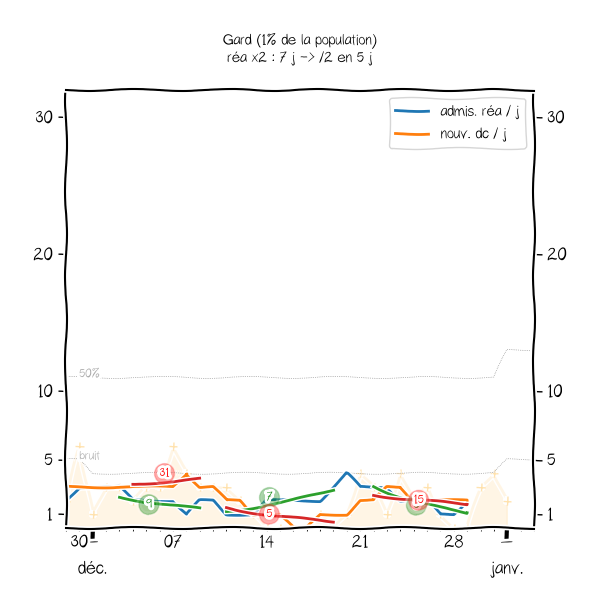 Gard (1% de la population)
réa x2 : 7 j -> /2 en 5 j
admis. réa / j
nouv. dc / j
30 30
20 20
50%
10 10
5 bruit 5
31
9 7 5 15
1 1
30 07 14 21 28
déc. janv.